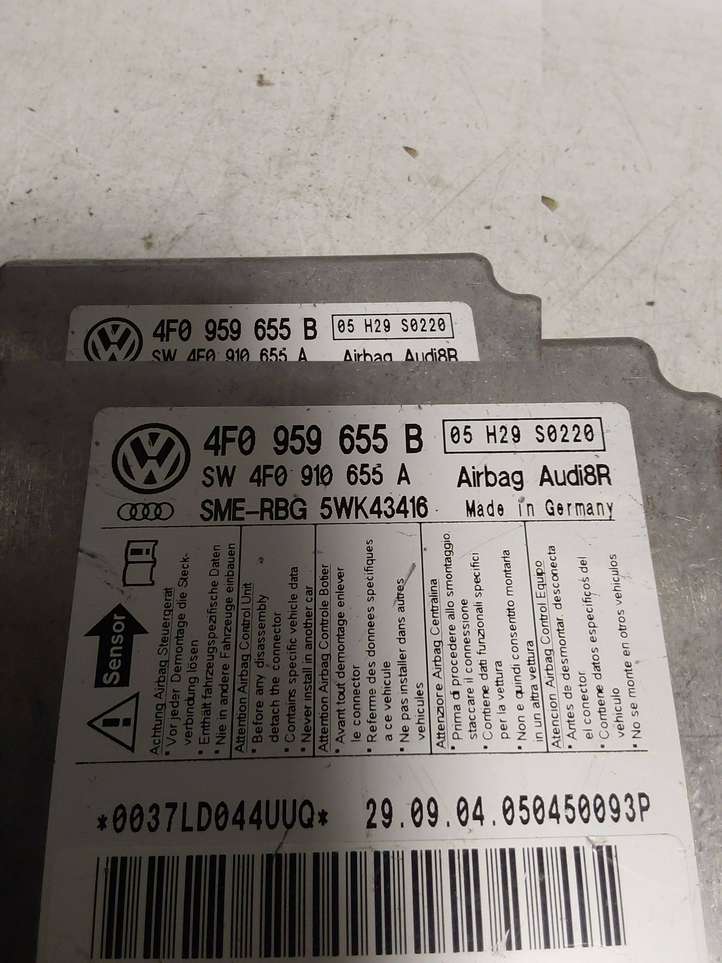 4F0 959 655 B
05 H29 S0220
SW 4F0 910 655 A
Airbag Audi8R
4F0 959 655 B
05 H29 S0220
SW 4F0 910 655 A
Airbag Audi8R
SME-RBG 5WK43416
Made in Germany
Sensor
Achtung Airbag Steuergerät
• Vor jeder Demontage die Steck-
verbindung lösen
• Enthält fahrzeugspezifische Daten
• Nie in andere Fahrzeuge einbauen
Attention Airbag Control Unit
• Before any disassembly
detach the connector
• Contains specific vehicle data
• Never install in another car
Attention Airbag Controle Botier
• Avant tout demontage enlever
le connector
• Referme des donnees specifiques
a ce vehicule
• Ne pas installer dans autres
vehicules
Attenziore Airbag Centralina
• Prima di procedere allo smontaggio
staccare il connessione
• Contiene dati funzionali specifici
per la vettura
• Non e quindi consentito montarla
in un altra vettura
Atencion Airbag Control Equipo
• Antes de desmontar desconecta
el conector
• Contiene datos especificos del
vehiculo
• No se monte en otros vehiculos
*0037LD044UUQ*
29.09.04.050450093P